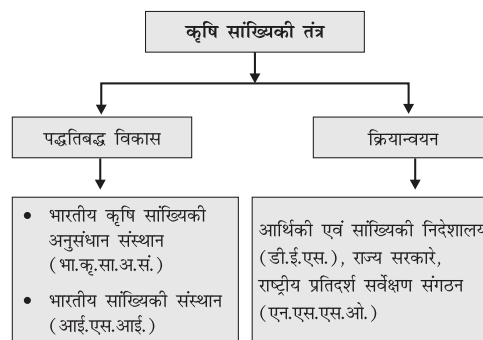 कृषि सांख्यिकी तंत्र
पद्धतिबद्ध विकास
क्रियान्वयन
• भारतीय कृषि सांख्यिकी
अनुसंधान संस्थान
(भा.कृ.सा.अ.सं.)
• भारतीय सांख्यिकी संस्थान
(आई.एस.आई.)
आर्थिकी एवं सांख्यिकी निदेशालय
(डी.ई.एस.), राज्य सरकारे,
राष्ट्रीय प्रतिदर्श सर्वेक्षण संगठन
(एन.एस.एस.ओ.)